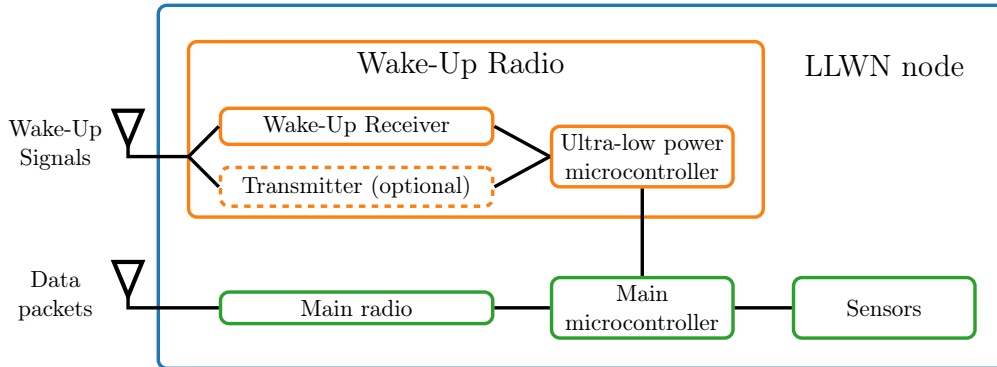 Wake-Up Radio
LLWN node
Wake-Up
Signals
Wake-Up Receiver
Transmitter (optional)
Ultra-low power
microcontroller
Data
packets
Main radio
Main
microcontroller
Sensors